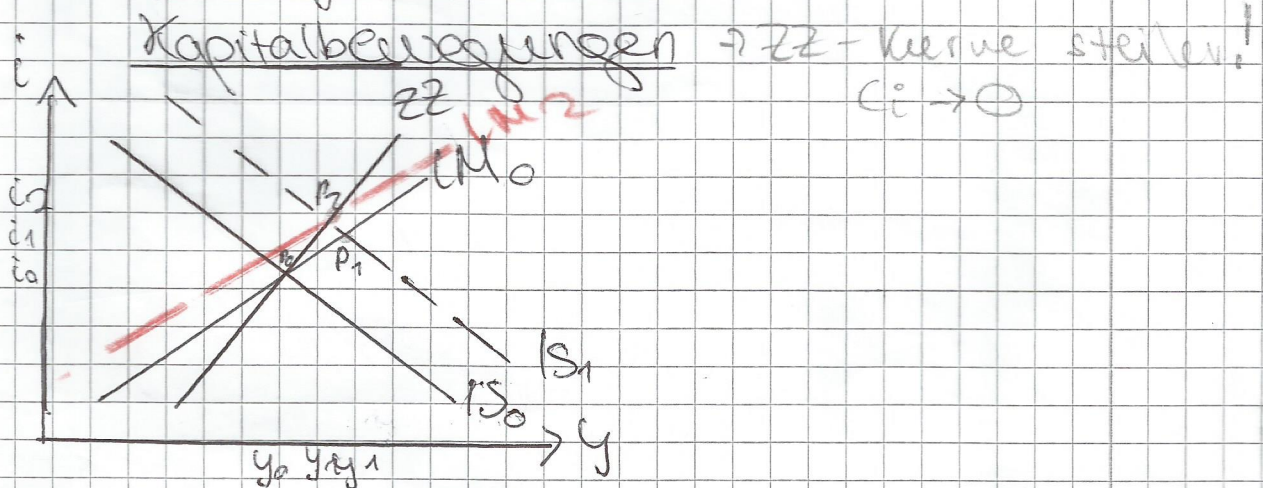 Kapitalbewegungen → ZZ-Kurve steiler!
i
ZZ
LM2
Ci → ⊖
LM0
i2
P2
i1
i0
P0
P1
IS1
IS0
y
y0 y2 y1